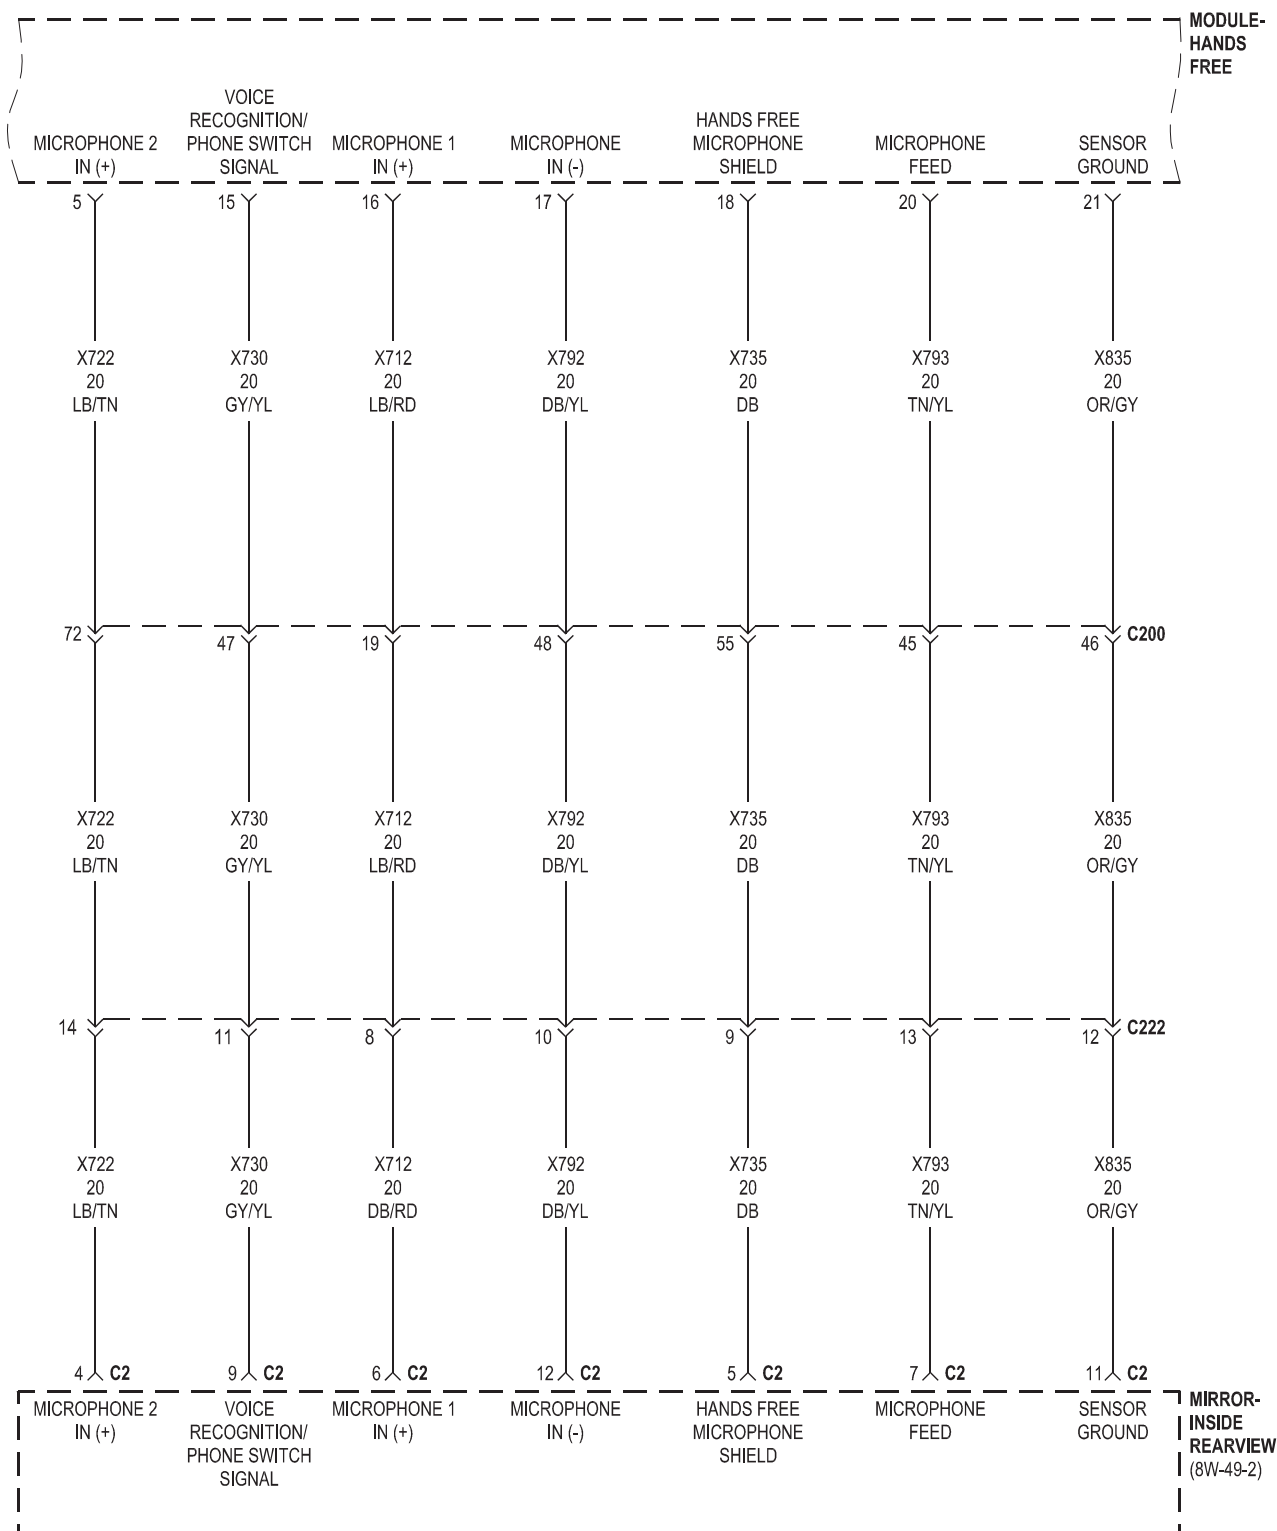 MODULE-
HANDS
FREE
MICROPHONE 2
IN (+)
VOICE
RECOGNITION/
PHONE SWITCH
SIGNAL
MICROPHONE 1
IN (+)
MICROPHONE
IN (-)
HANDS FREE
MICROPHONE
SHIELD
MICROPHONE
FEED
SENSOR
GROUND
5 15 16 17 18 20 21
X722 X730 X712 X792 X735 X793 X835
20 20 20 20 20 20 20
LB/TN GY/YL LB/RD DB/YL DB TN/YL OR/GY
72 47 19 48 55 45 46 C200
X722 X730 X712 X792 X735 X793 X835
20 20 20 20 20 20 20
LB/TN GY/YL LB/RD DB/YL DB TN/YL OR/GY
14 11 8 10 9 13 12 C222
X722 X730 X712 X792 X735 X793 X835
20 20 20 20 20 20 20
LB/TN GY/YL DB/RD DB/YL DB TN/YL OR/GY
4 C2 9 C2 6 C2 12 C2 5 C2 7 C2 11 C2
MICROPHONE 2
IN (+)
VOICE
RECOGNITION/
PHONE SWITCH
SIGNAL
MICROPHONE 1
IN (+)
MICROPHONE
IN (-)
HANDS FREE
MICROPHONE
SHIELD
MICROPHONE
FEED
SENSOR
GROUND
MIRROR-
INSIDE
REARVIEW
(8W-49-2)